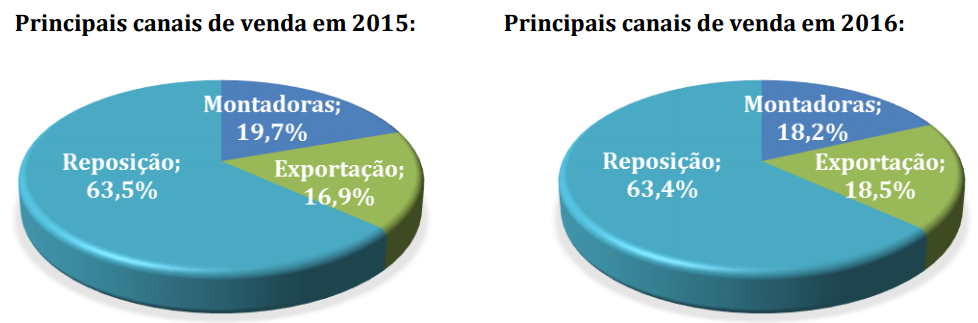 Principais canais de venda em 2015:
Montadoras;
19,7%
Reposição;
63,5%
Exportação;
16,9%
Principais canais de venda em 2016:
Montadoras;
18,2%
Reposição;
63,4%
Exportação;
18,5%